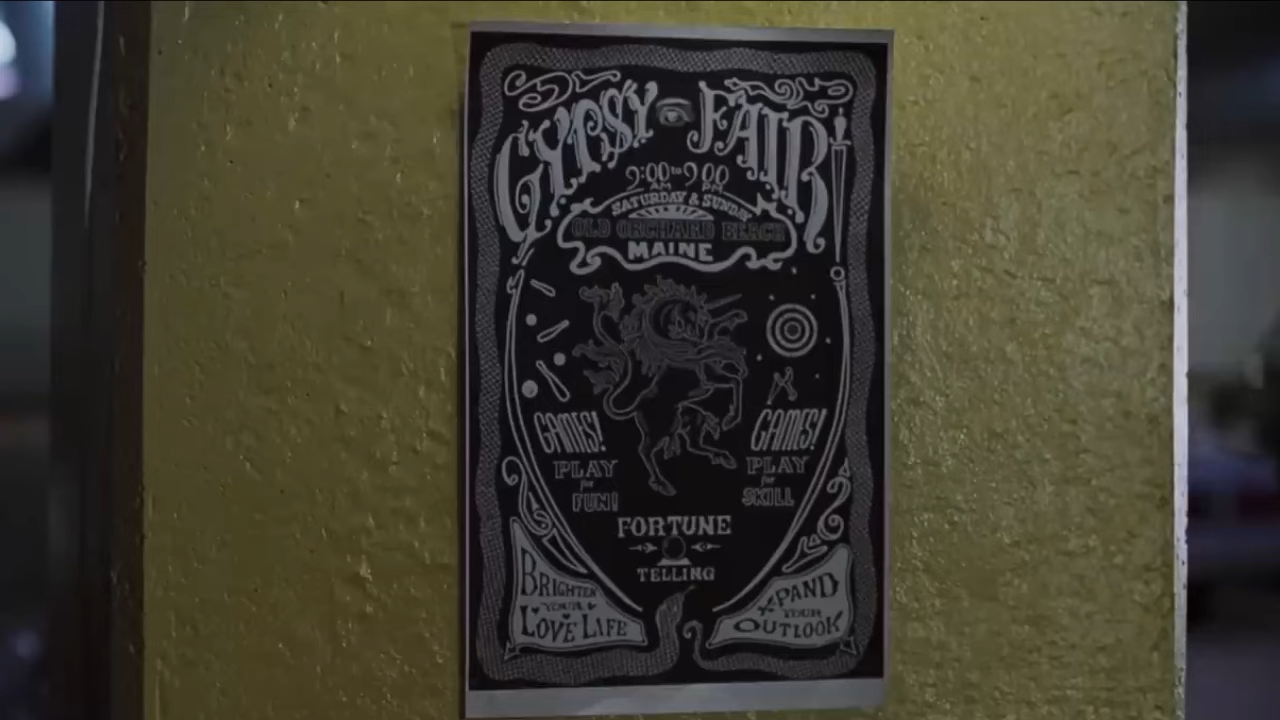 GYPSY FAIR
9:00 to 9 00
AM PM
SATURDAY & SUNDAY
OLD ORCHARD BEACH
MAINE
GAMES!
PLAY
for
FUN!
GAMES!
PLAY
for
SKILL
FORTUNE
TELLING
BRIGHTEN
YOUR
LOVE LIFE
XPAND
YOUR
OUTLOOK